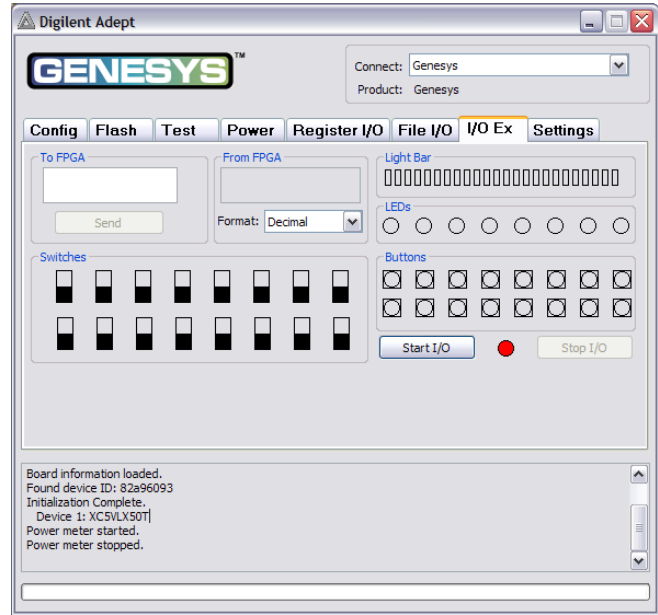 Digilent Adept
GENESYS™
Connect: Genesys
Product: Genesys
Config Flash Test Power Register I/O File I/O I/O Ex Settings
To FPGA
Send
From FPGA
Format: Decimal
Light Bar
LEDs
Switches
Buttons
Start I/O
Stop I/O
Board information loaded.
Found device ID: 82a96093
Initialization Complete.
Device 1: XC5VLX50T
Power meter started.
Power meter stopped.